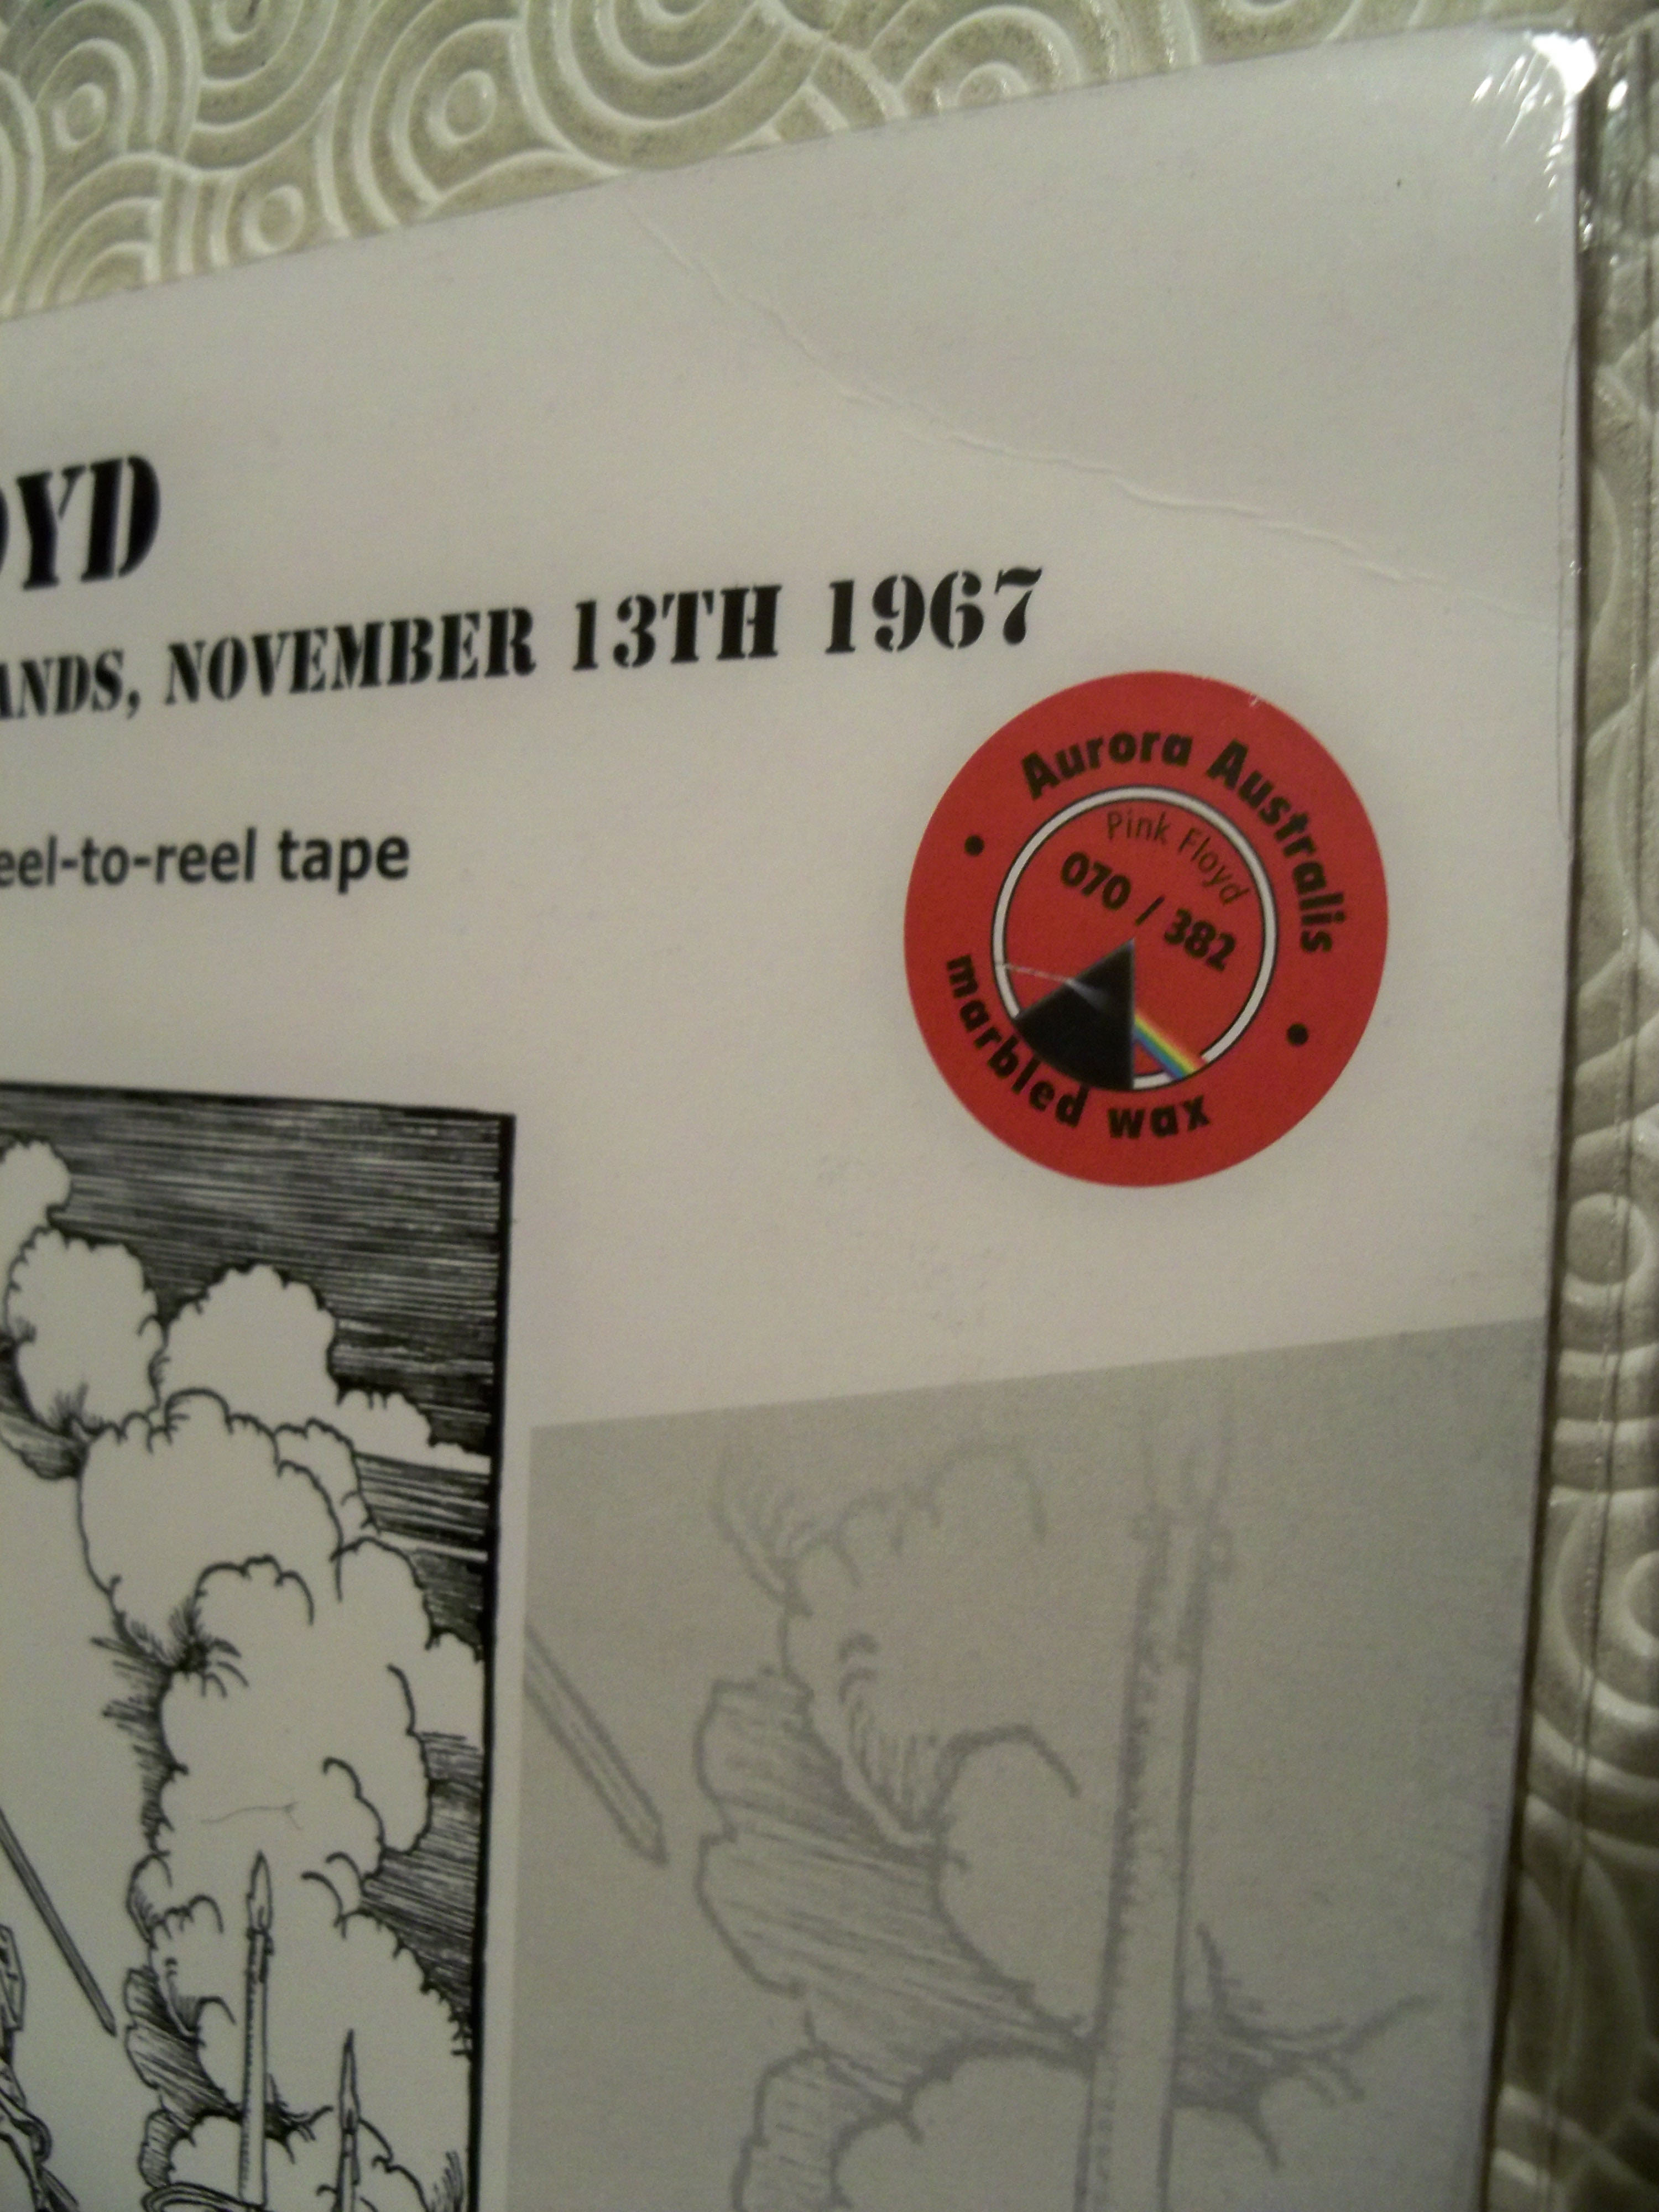 OYD
ANDS, NOVEMBER 13TH 1967
eel-to-reel tape
Aurora Australis
Pink Floyd
070 / 382
marbled wax